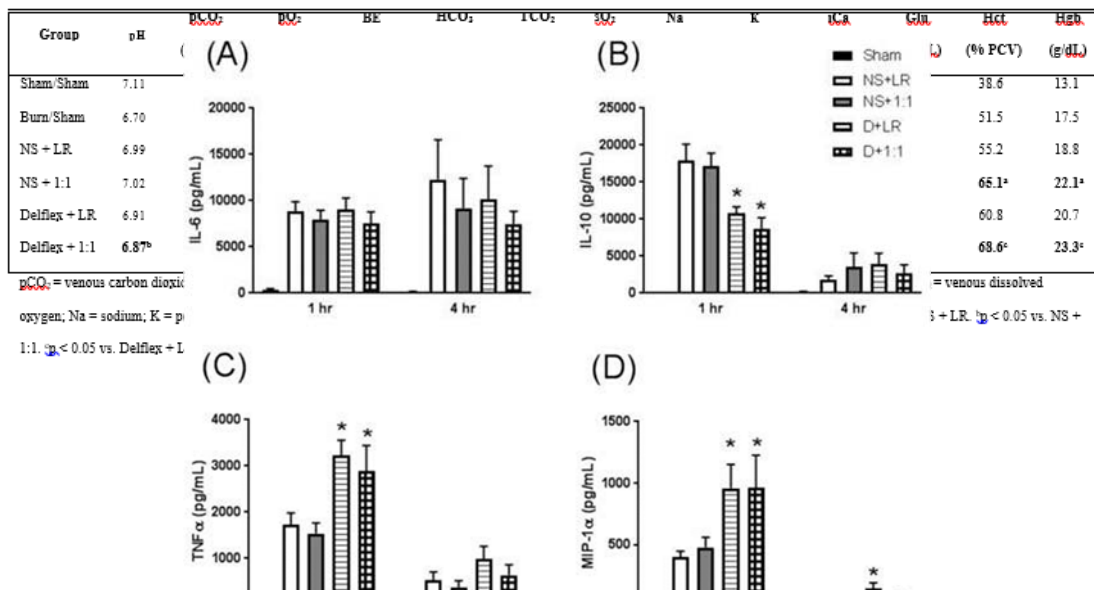 pCO₂ pO₂ BE HCO₃ TCO₂ sO₂ Na K iCa Glu Hct Hgb
Group pH (% PCV) (g/dL)
Sham/Sham 7.11 38.6 13.1
Burn/Sham 6.70 51.5 17.5
NS + LR 6.99 55.2 18.8
NS + 1:1 7.02 65.1ᵃ 22.1ᵃ
Delflex + LR 6.91 60.8 20.7
Delflex + 1:1 6.87ᵇ 68.6ᶜ 23.3ᶜ
pCO₂ = venous carbon = venous dissolved
oxygen; Na = sodium; K = + LR. ᵇp < 0.05 vs. NS +
1:1. ᶜp < 0.05 vs. Delflex +
(A)
IL-6 (pg/mL)
20000
15000
10000
5000
0
1 hr 4 hr
(B)
Sham
NS+LR
NS+1:1
D+LR
D+1:1
IL-10 (pg/mL)
25000
20000
15000
10000
5000
0
* *
1 hr 4 hr
(C)
TNFα (pg/mL)
4000
3000
2000
1000
* *
(D)
MIP-1α (pg/mL)
1500
1000
500
* *
*